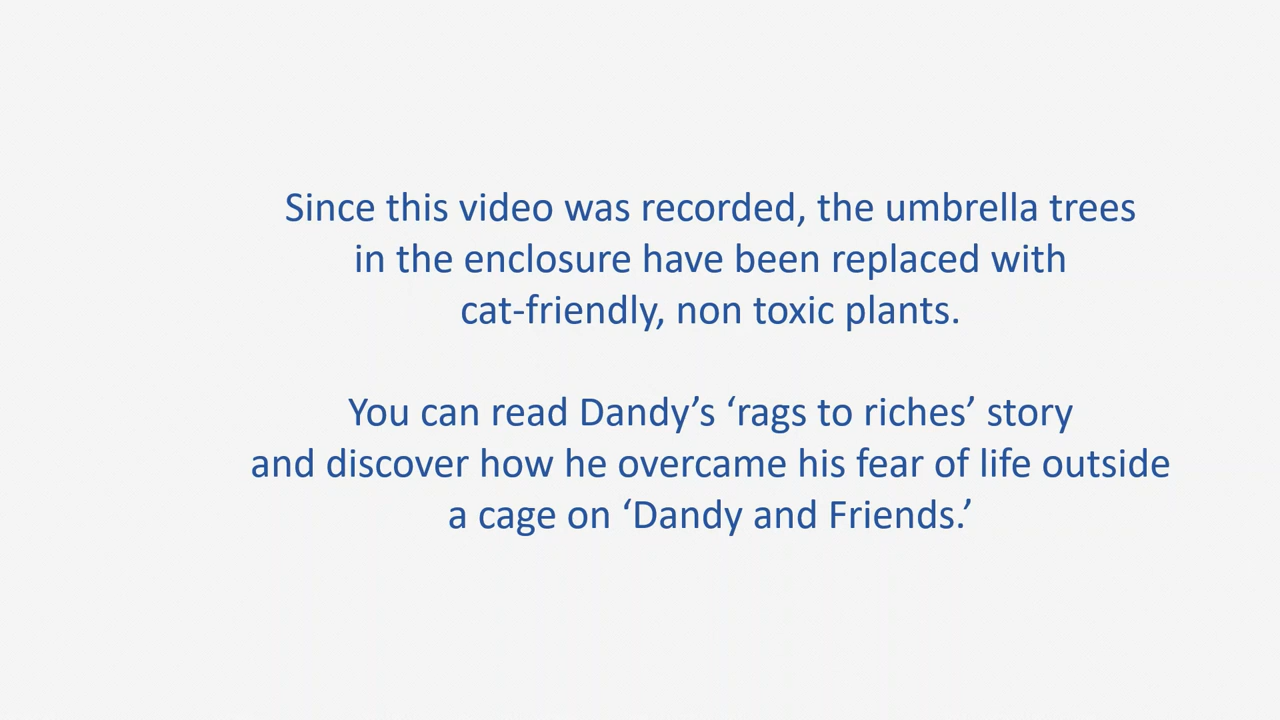 Since this video was recorded, the umbrella trees
in the enclosure have been replaced with
cat-friendly, non toxic plants.
You can read Dandy’s ‘rags to riches’ story
and discover how he overcame his fear of life outside
a cage on ‘Dandy and Friends.’